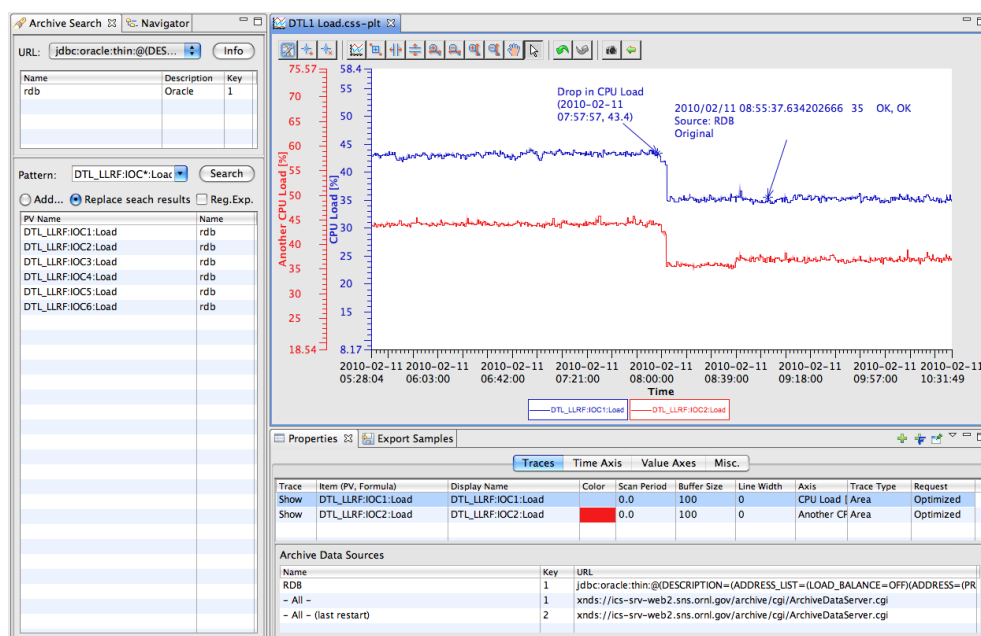 Archive Search
Navigator
URL: jdbc:oracle:thin:@(DES... Info
Name Description Key
rdb Oracle 1
Pattern: DTL_LLRF:IOC*:Load Search
Add... Replace seach results Reg.Exp.
PV Name Name
DTL_LLRF:IOC1:Load rdb
DTL_LLRF:IOC2:Load rdb
DTL_LLRF:IOC3:Load rdb
DTL_LLRF:IOC4:Load rdb
DTL_LLRF:IOC5:Load rdb
DTL_LLRF:IOC6:Load rdb
DTL1 Load.css-plt
75.57 58.4
70 55
65 50
60 45
55 40
50 35
45 30
40 25
35 20
30 15
25
18.54 8.17
Another CPU Load [%]
CPU Load [%]
Drop in CPU Load
(2010-02-11
07:57:57, 43.4)
2010/02/11 08:55:37.634202666 35 OK, OK
Source: RDB
Original
2010-02-11 2010-02-11 2010-02-11 2010-02-11 2010-02-11 2010-02-11 2010-02-11 2010-02-11 2010-02-11
05:28:04 06:03:00 06:42:00 07:21:00 08:00:00 08:39:00 09:18:00 09:57:00 10:31:49
Time
DTL_LLRF:IOC1:Load DTL_LLRF:IOC2:Load
Properties Export Samples
Traces Time Axis Value Axes Misc.
Trace Item (PV, Formula) Display Name Color Scan Period Buffer Size Line Width Axis Trace Type Request
Show DTL_LLRF:IOC1:Load DTL_LLRF:IOC1:Load 0.0 100 0 CPU Load [ Area Optimized
Show DTL_LLRF:IOC2:Load DTL_LLRF:IOC2:Load 0.0 100 0 Another CP Area Optimized
Archive Data Sources
Name Key URL
RDB 1 jdbc:oracle:thin:@(DESCRIPTION=(ADDRESS_LIST=(LOAD_BALANCE=OFF)(ADDRESS=(PR
- All - 1 xnds://ics-srv-web2.sns.ornl.gov/archive/cgi/ArchiveDataServer.cgi
- All - (last restart) 2 xnds://ics-srv-web2.sns.ornl.gov/archive/cgi/ArchiveDataServer.cgi